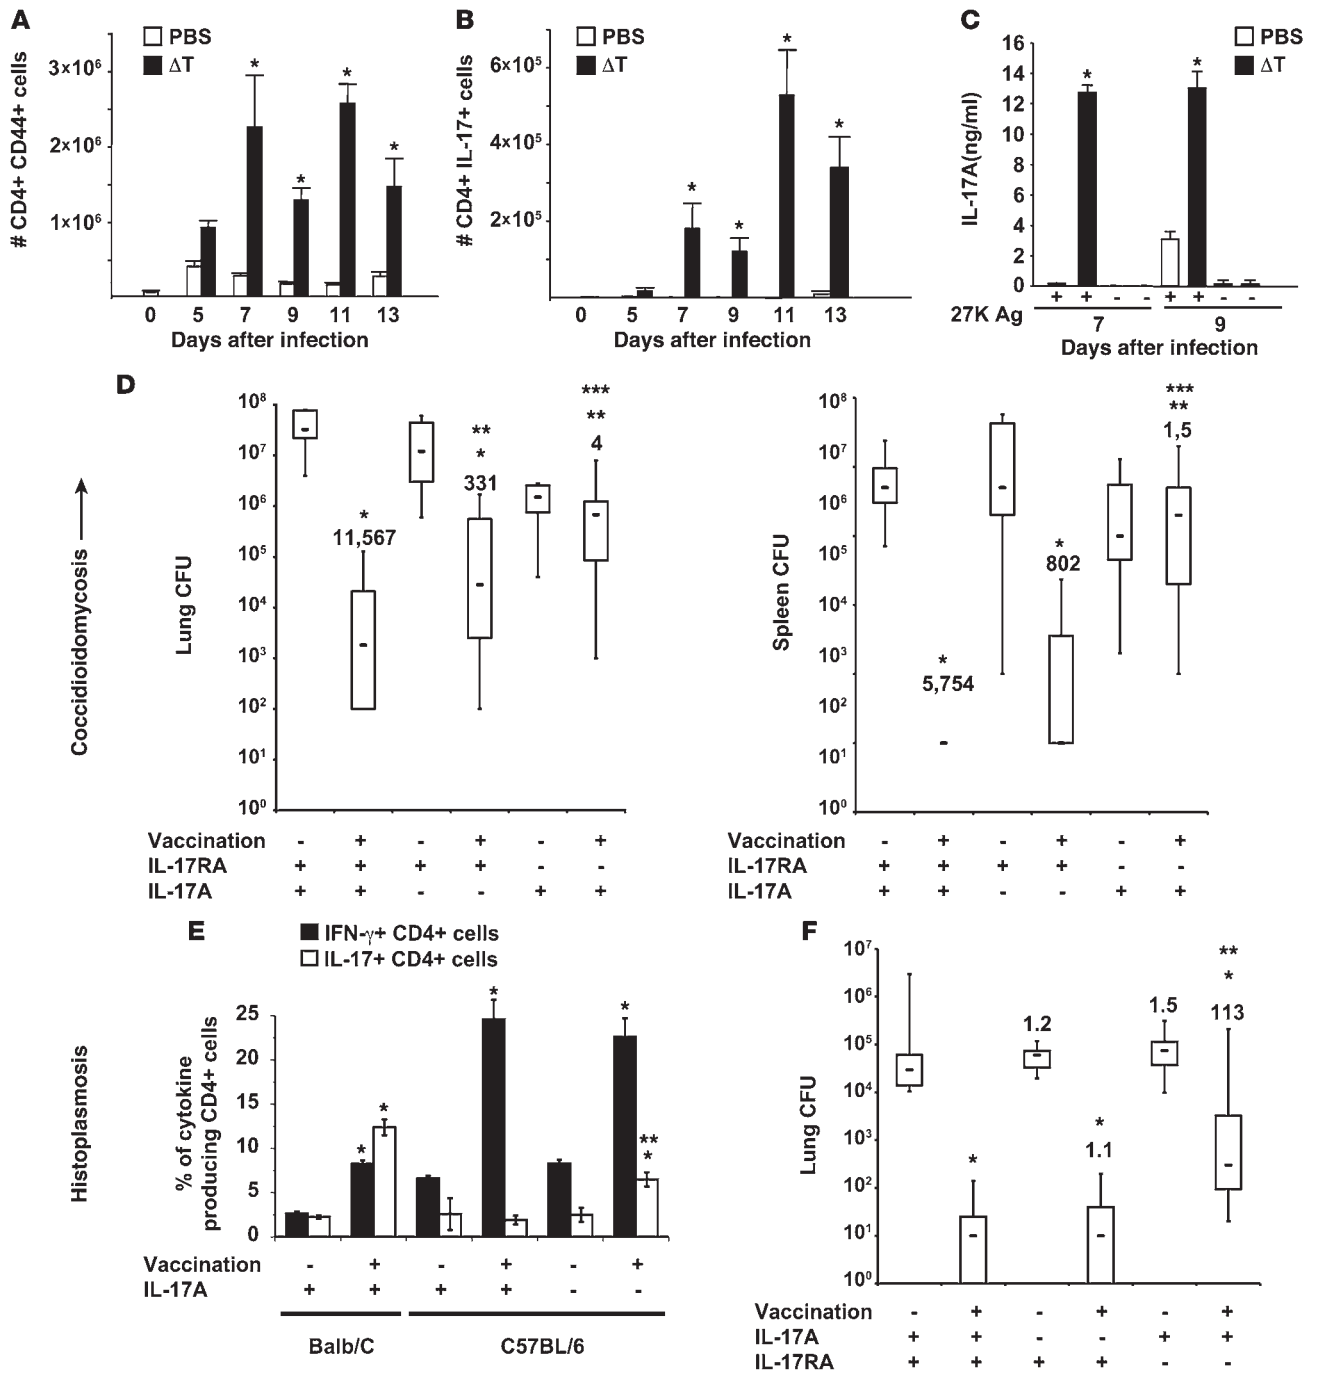 A
PBS
ΔT
# CD4+ CD44+ cells
3×10⁶
2×10⁶
1×10⁶
*
*
*
*
0 5 7 9 11 13
Days after infection
B
PBS
ΔT
# CD4+ IL-17+ cells
6x10⁵
4x10⁵
2x10⁵
*
*
*
*
0 5 7 9 11 13
Days after infection
C
PBS
ΔT
IL-17A(ng/ml)
16
14
12
10
8
6
4
2
0
* *
+ + - - + + - -
27K Ag
7 9
Days after infection
D
Coccidioidomycosis
Lung CFU
10⁸
10⁷
10⁶
10⁵
10⁴
10³
10²
10¹
10⁰
*
11,567
**
*
331
***
**
4
Vaccination - + - + - +
IL-17RA + + + + - -
IL-17A + + - - + +
Spleen CFU
10⁸
10⁷
10⁶
10⁵
10⁴
10³
10²
10¹
10⁰
*
5,754
*
802
***
**
1,5
Vaccination - + - + - +
IL-17RA + + + + - -
IL-17A + + - - + +
E
Histoplasmosis
IFN-γ+ CD4+ cells
IL-17+ CD4+ cells
% of cytokine
producing CD4+ cells
25
20
15
10
5
0
* *
*
*
**
*
Vaccination - + - + - +
IL-17A + + + + - -
Balb/C C57BL/6
F
Lung CFU
10⁷
10⁶
10⁵
10⁴
10³
10²
10¹
10⁰
*
1.2
*
1.1
1.5
**
*
113
Vaccination - + - + - +
IL-17A + + - - + +
IL-17RA + + + + - -